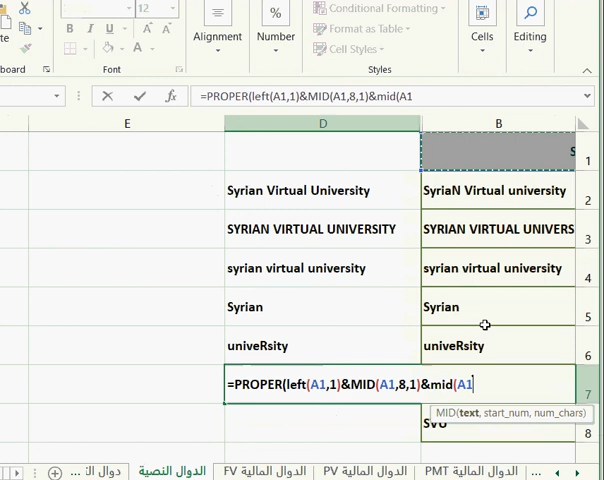 Conditional Formatting
Format as Table
Cell Styles
B I U
12
A A
Alignment
Number
%
Cells
Editing
Font
Styles
=PROPER(left(A1,1)&MID(A1,8,1)&mid(A1
E D B
S 1
Syrian Virtual University SyriaN Virtual university 2
SYRIAN VIRTUAL UNIVERSITY SYRIAN VIRTUAL UNIVERS 3
syrian virtual university syrian virtual university 4
Syrian Syrian 5
univeRsity univeRsity 6
=PROPER(left(A1,1)&MID(A1,8,1)&mid(A1 7
MID(text, start_num, num_chars)
SVU 8
... دوال الـ الدوال النصية الدوال المالية FV الدوال المالية PV الدوال المالية PMT ...